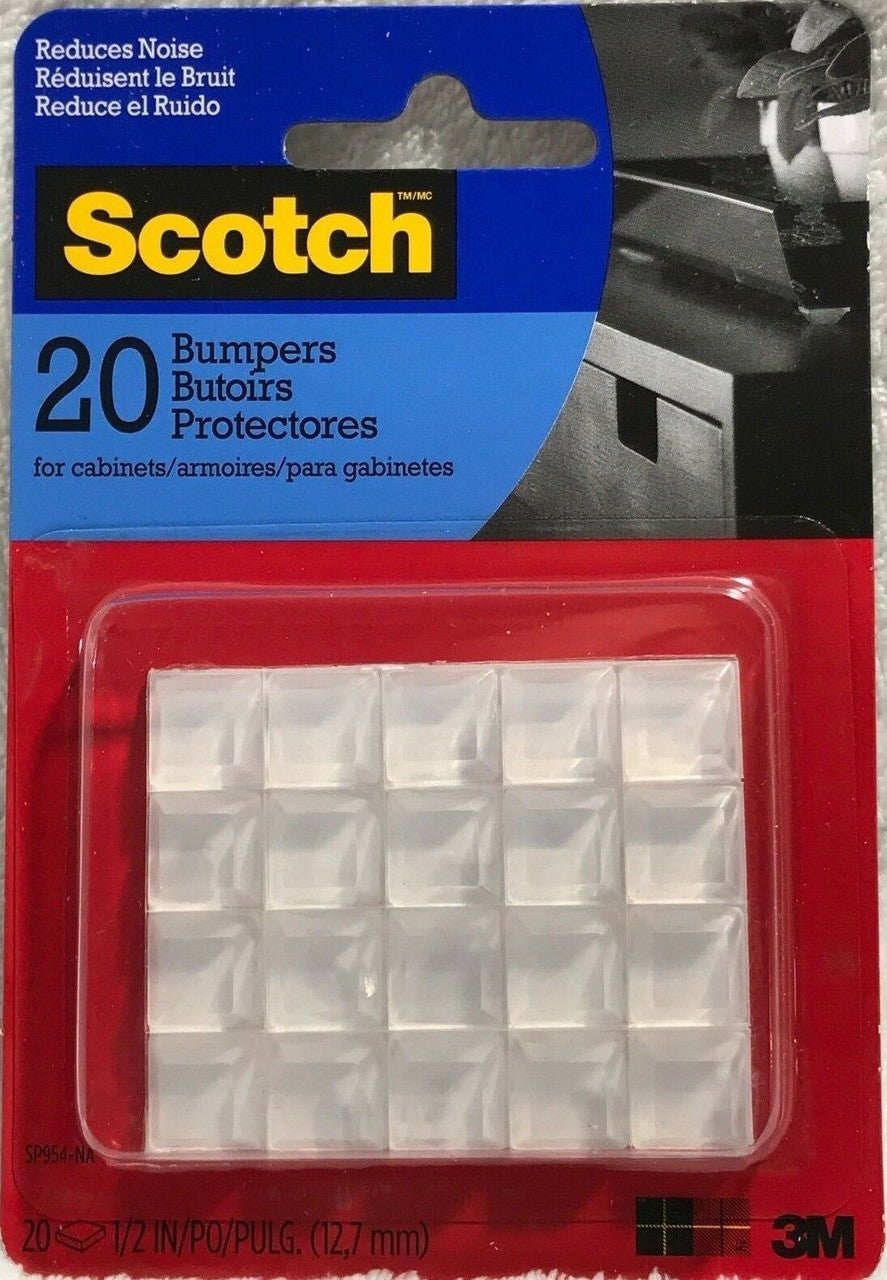 Reduces Noise
Réduisent le Bruit
Reduce el Ruido
Scotch™/MC
20 Bumpers
Butoirs
Protectores
for cabinets/armoires/para gabinetes
SP954-NA
20 1/2 IN/PO/PULG. (12,7 mm)
3M